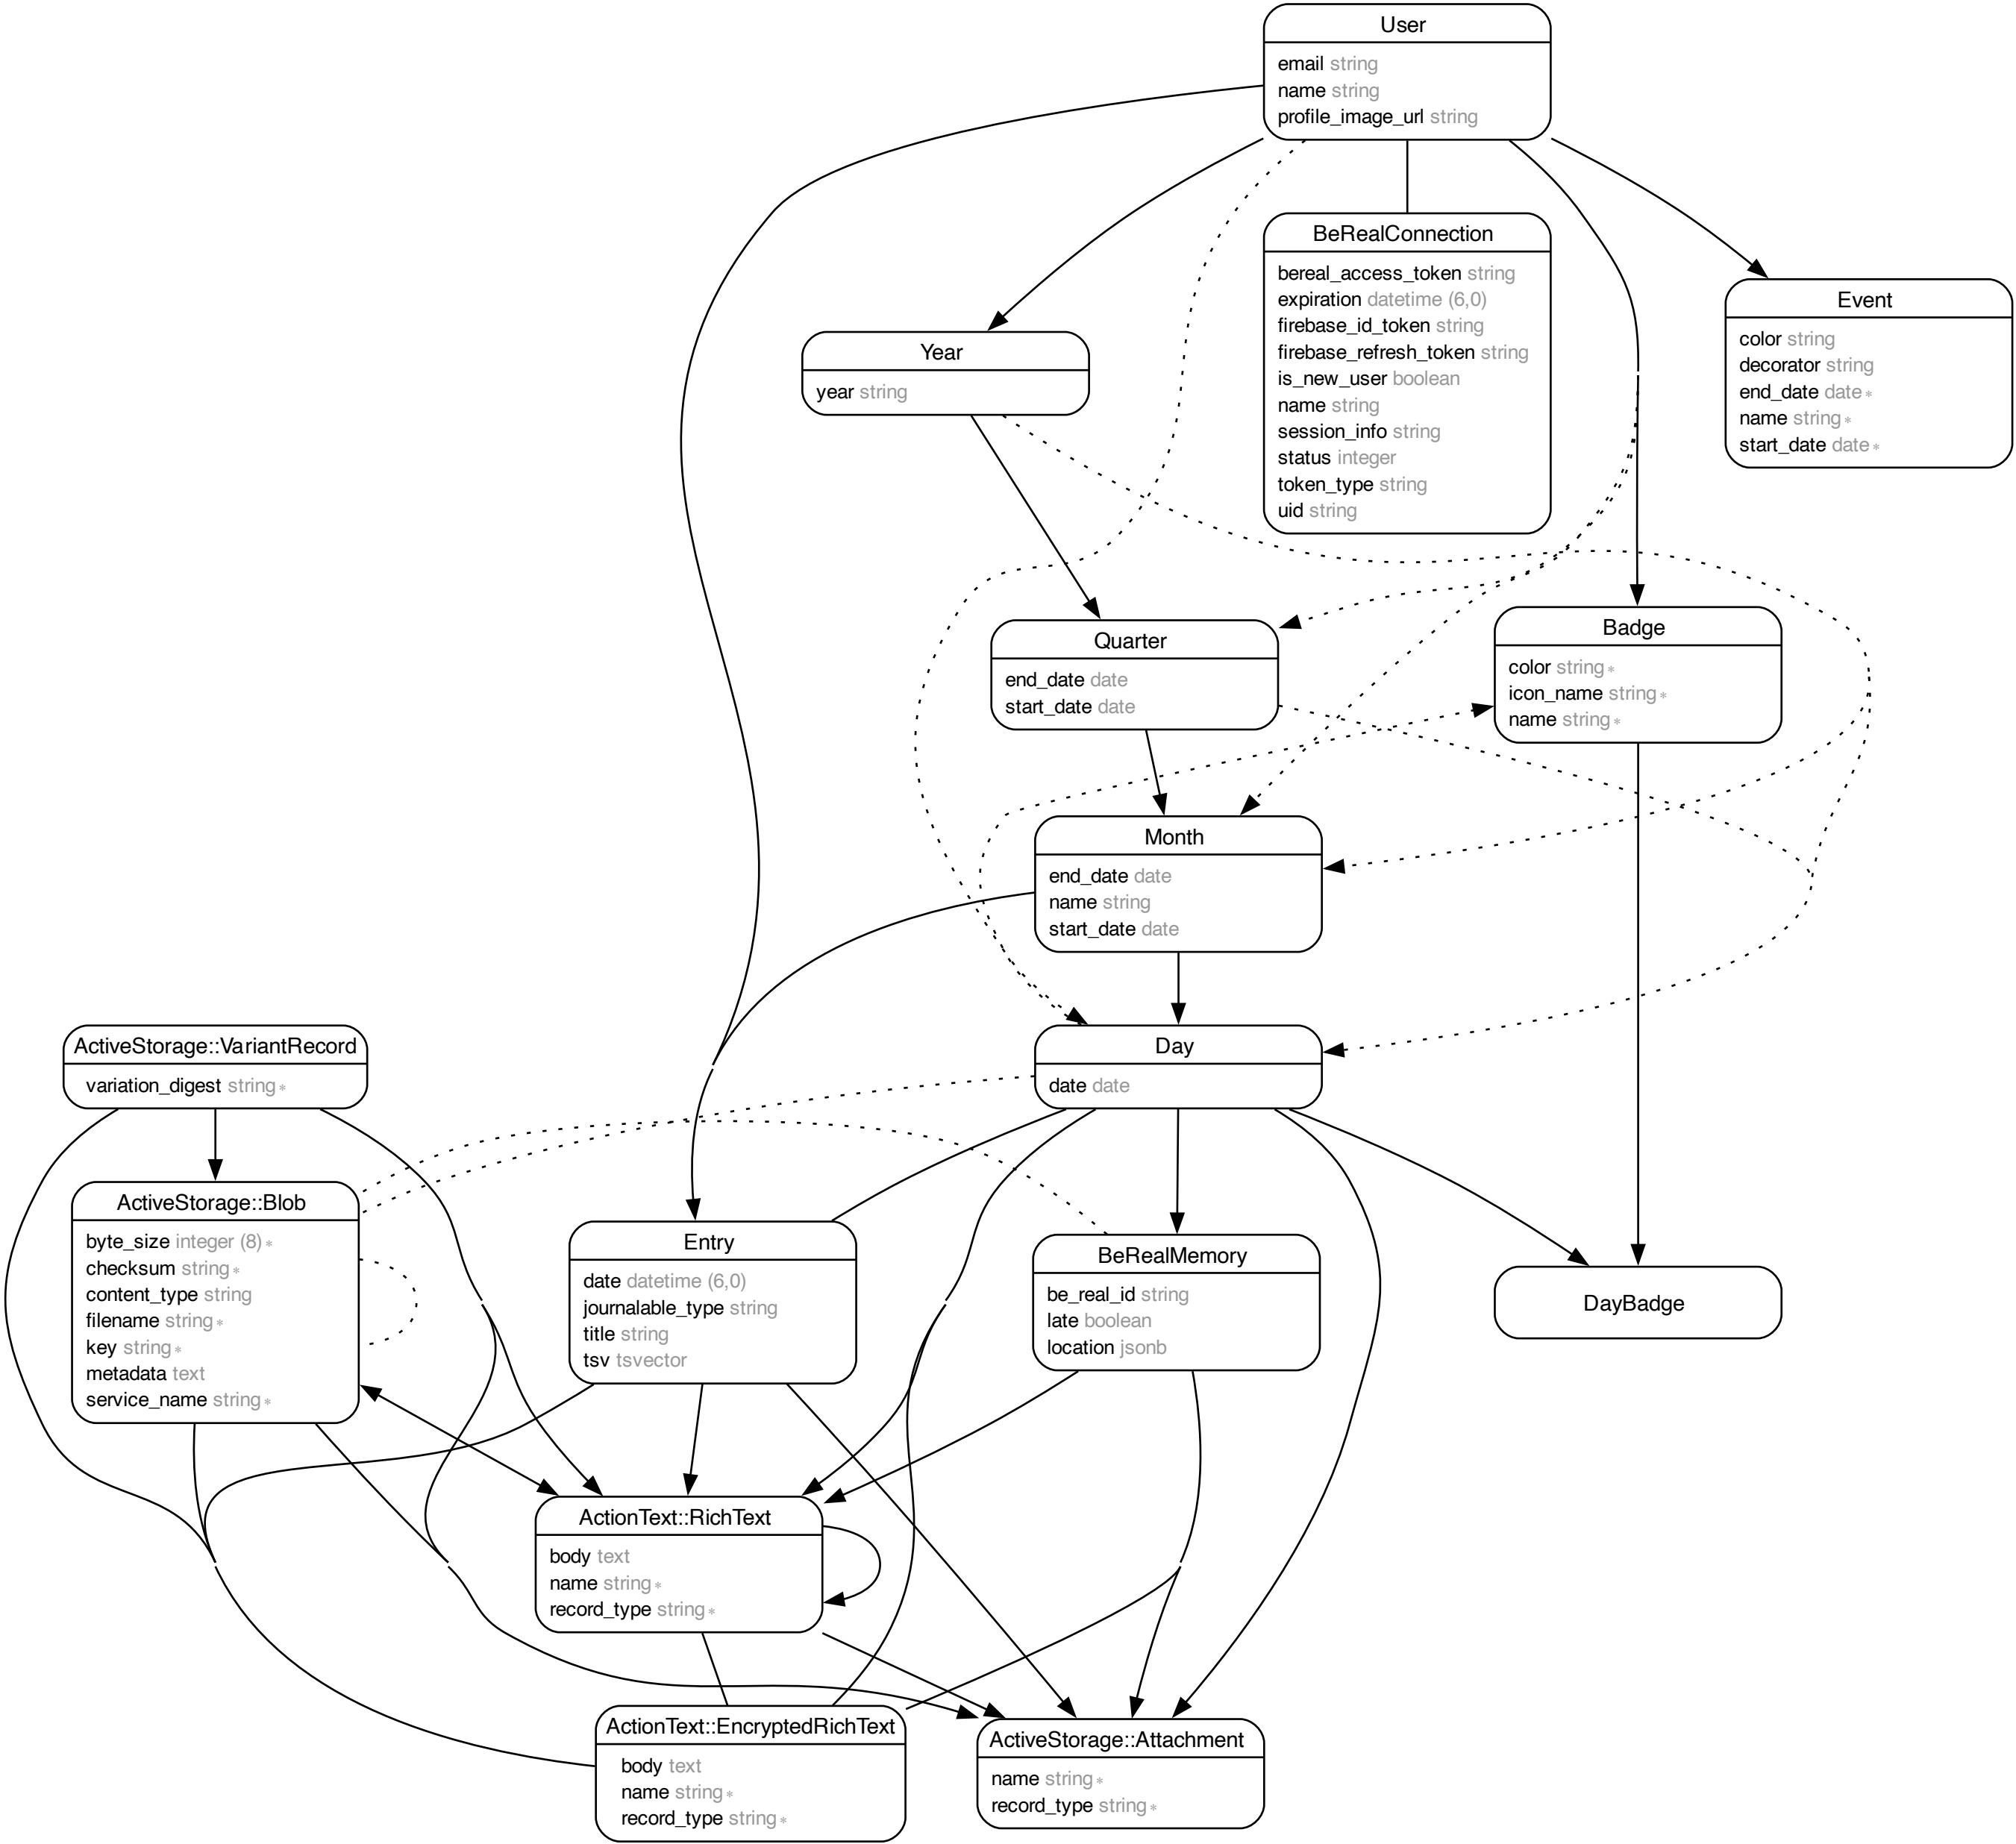 User
email string
name string
profile_image_url string
BeRealConnection
bereal_access_token string
expiration datetime (6,0)
firebase_id_token string
firebase_refresh_token string
is_new_user boolean
name string
session_info string
status integer
token_type string
uid string
Event
color string
decorator string
end_date date *
name string *
start_date date *
Year
year string
Quarter
end_date date
start_date date
Badge
color string *
icon_name string *
name string *
Month
end_date date
name string
start_date date
Day
date date
ActiveStorage::VariantRecord
variation_digest string *
ActiveStorage::Blob
byte_size integer (8) *
checksum string *
content_type string
filename string *
key string *
metadata text
service_name string *
Entry
date datetime (6,0)
journalable_type string
title string
tsv tsvector
BeRealMemory
be_real_id string
late boolean
location jsonb
DayBadge
ActionText::RichText
body text
name string *
record_type string *
ActionText::EncryptedRichText
body text
name string *
record_type string *
ActiveStorage::Attachment
name string *
record_type string *